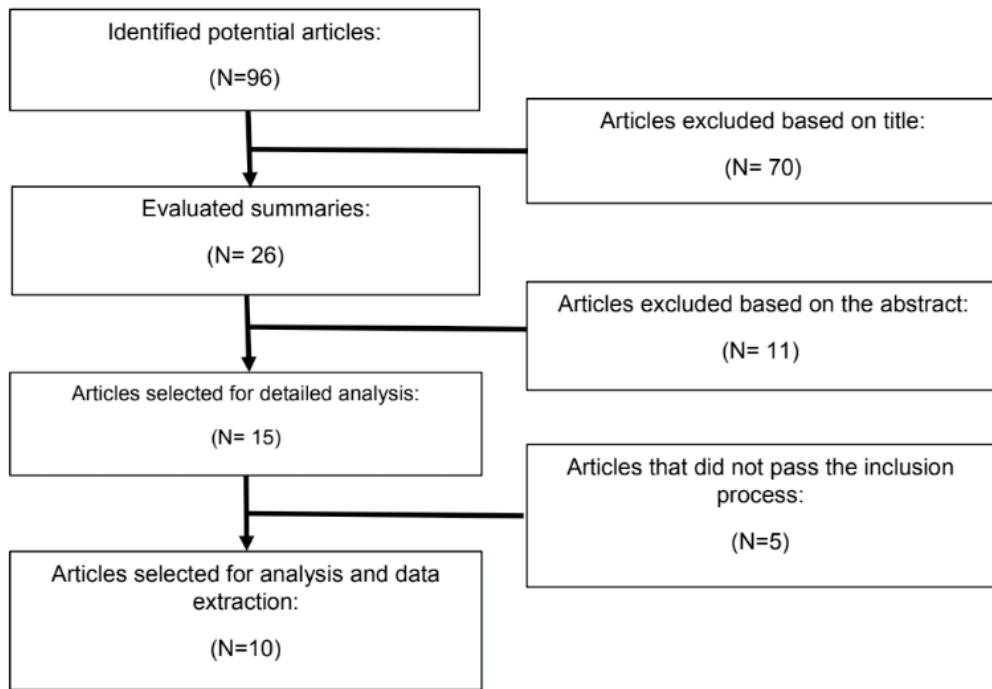 Identified potential articles:
(N=96)
Articles excluded based on title:
(N= 70)
Evaluated summaries:
(N= 26)
Articles excluded based on the abstract:
(N= 11)
Articles selected for detailed analysis:
(N= 15)
Articles that did not pass the inclusion
process:
(N=5)
Articles selected for analysis and data
extraction:
(N=10)